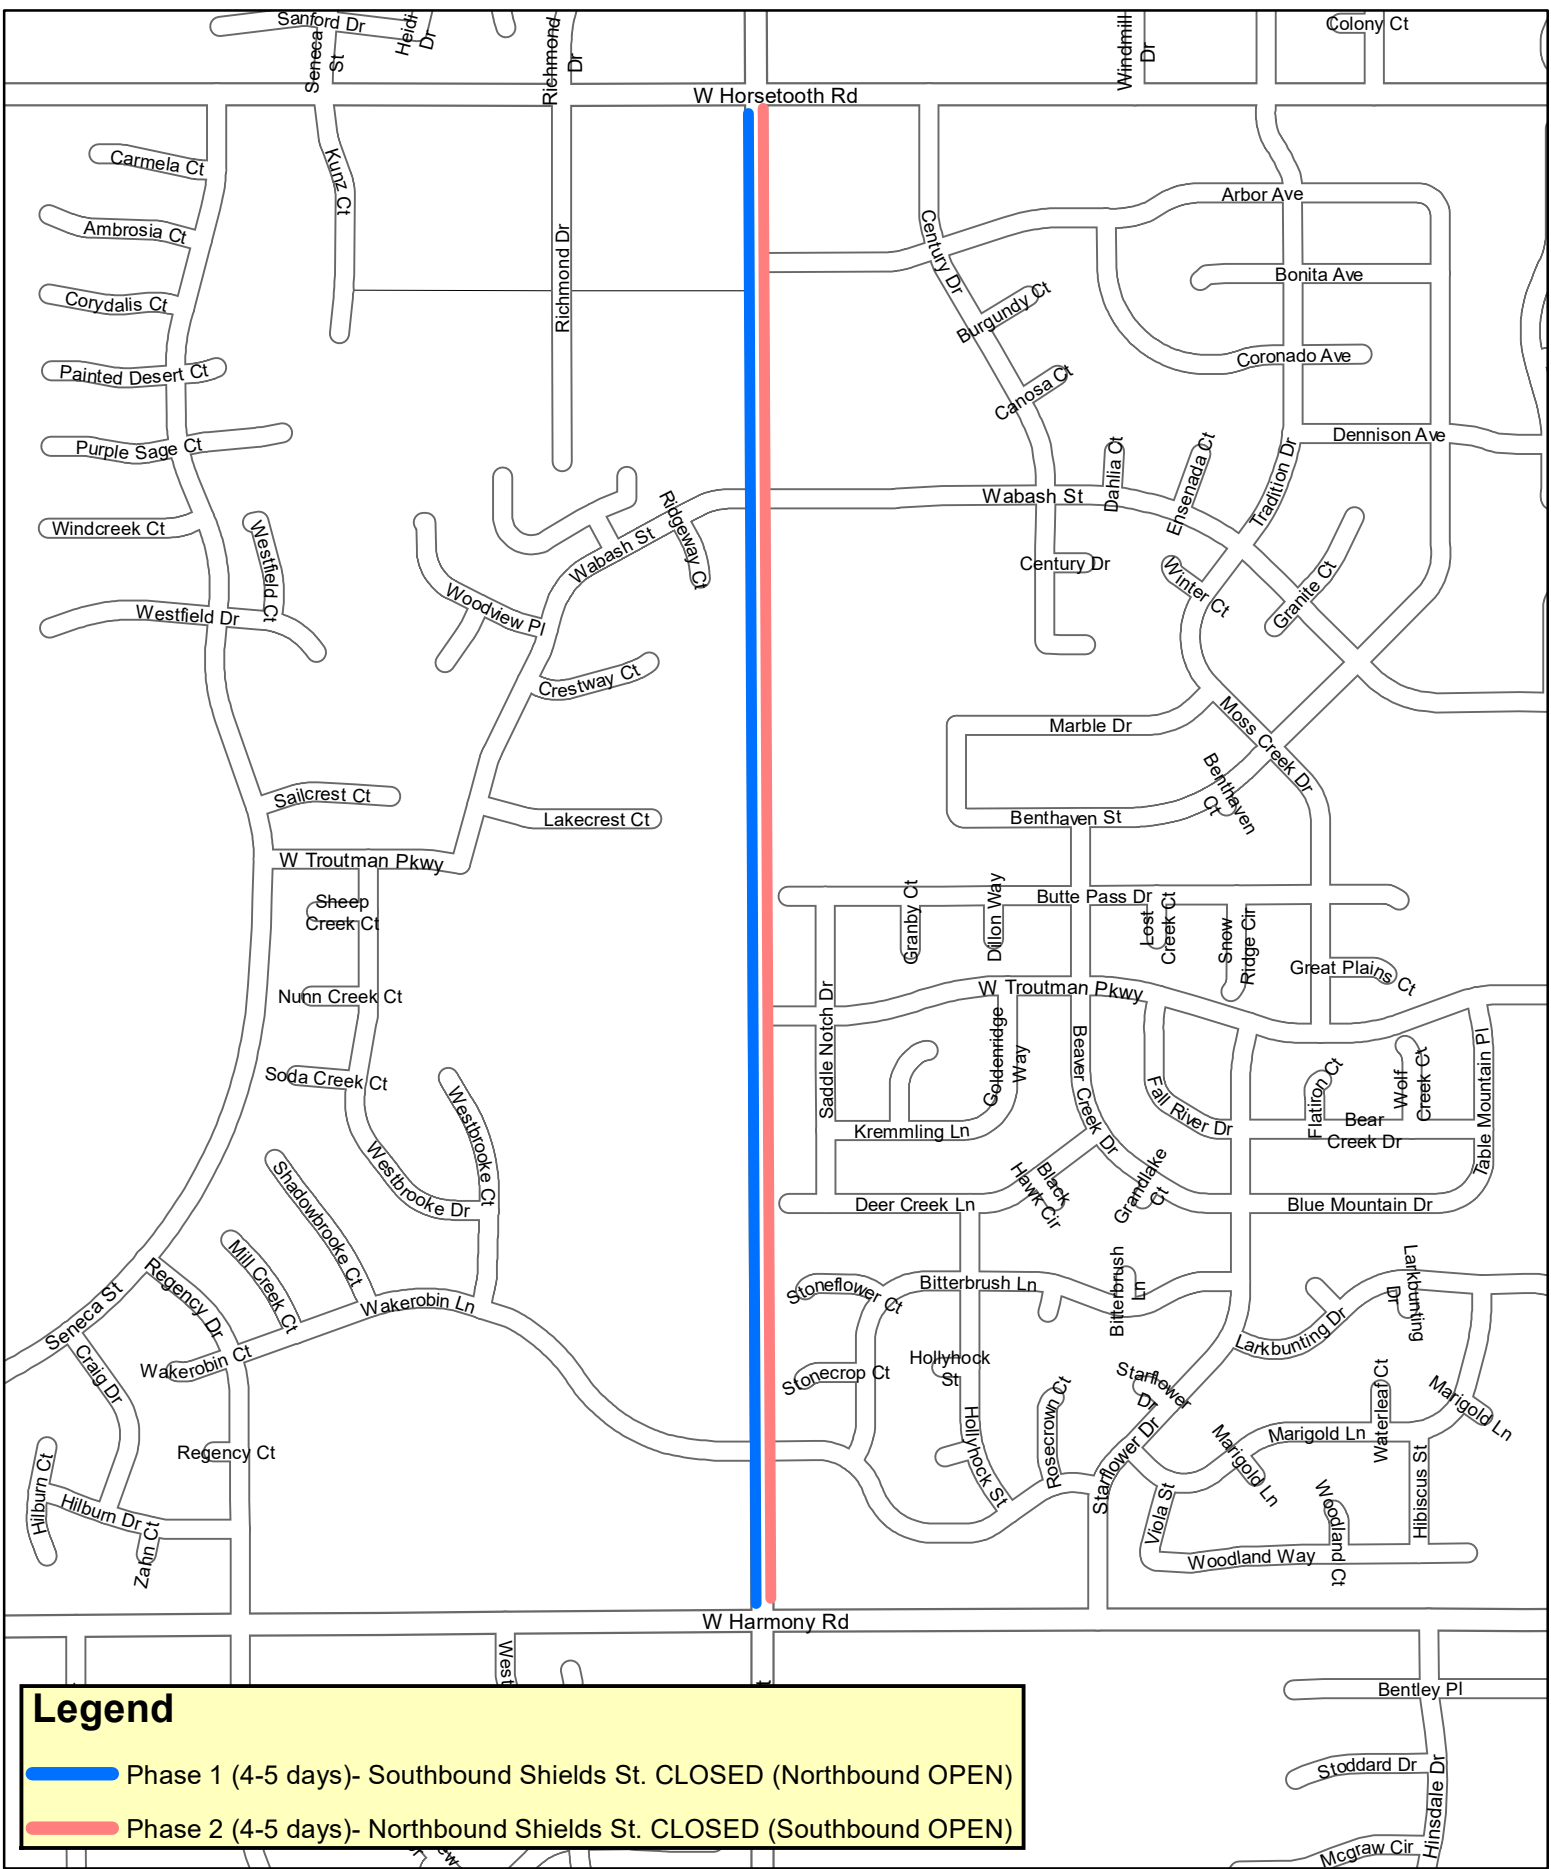 Sanford Dr
Seneca St
Heidi Dr
Richmond Dr
Windmill Dr
Colony Ct
W Horsetooth Rd
Carmela Ct
Kunz Ct
Ambrosia Ct
Richmond Dr
Century Dr
Arbor Ave
Corydalis Ct
Burgundy Ct
Bonita Ave
Painted Desert Ct
Canosa Ct
Coronado Ave
Purple Sage Ct
Dennison Ave
Windcreek Ct
Westfield Ct
Ridgeway Ct
Wabash St
Wabash St
Dahlia Ct
Ensenada Ct
Tradition Dr
Century Dr
Winter Ct
Granite Ct
Westfield Dr
Woodview Pl
Crestway Ct
Marble Dr
Moss Creek Dr
Benthaven Ct
Sailcrest Ct
Lakecrest Ct
Benthaven St
W Troutman Pkwy
Sheep
Creek Ct
Butte Pass Dr
Granby Ct
Dillon Way
Lost
Creek Ct
Snow
Ridge Cir
Great Plains Ct
Nunn Creek Ct
W Troutman Pkwy
Saddle Notch Dr
Goldenridge
Way
Beaver Creek Dr
Fall River Dr
Flatiron Ct
Wolf
Creek Ct
Table Mountain Pl
Soda Creek Ct
Westbrooke Ct
Kremmling Ln
Bear
Creek Dr
Shadowbrooke Ct
Westbrooke Dr
Deer Creek Ln
Black
Hawk Cir
Grandlake
Ct
Blue Mountain Dr
Mill Creek Ct
Regency Dr
Seneca St
Wakerobin Ln
Stoneflower Ct
Bitterbrush Ln
Bitterbrush
Ln
Larkbunting
Dr
Larkbunting Dr
Craig Dr
Wakerobin Ct
Stonecrop Ct
Hollyhock
St
Starflower
Dr
Rosecrown Ct
Waterleaf Ct
Marigold Ln
Regency Ct
Hollyhock St
Starflower Dr
Marigold Ln
Marigold Ln
Hilburn Ct
Hilburn Dr
Zahn Ct
Viola St
Woodland Ct
Hibiscus St
Woodland Way
W Harmony Rd
West
t
Bentley Pl
Stoddard Dr
Hinsdale Dr
Mcgraw Cir
Legend
Phase 1 (4-5 days)- Southbound Shields St. CLOSED (Northbound OPEN)
Phase 2 (4-5 days)- Northbound Shields St. CLOSED (Southbound OPEN)